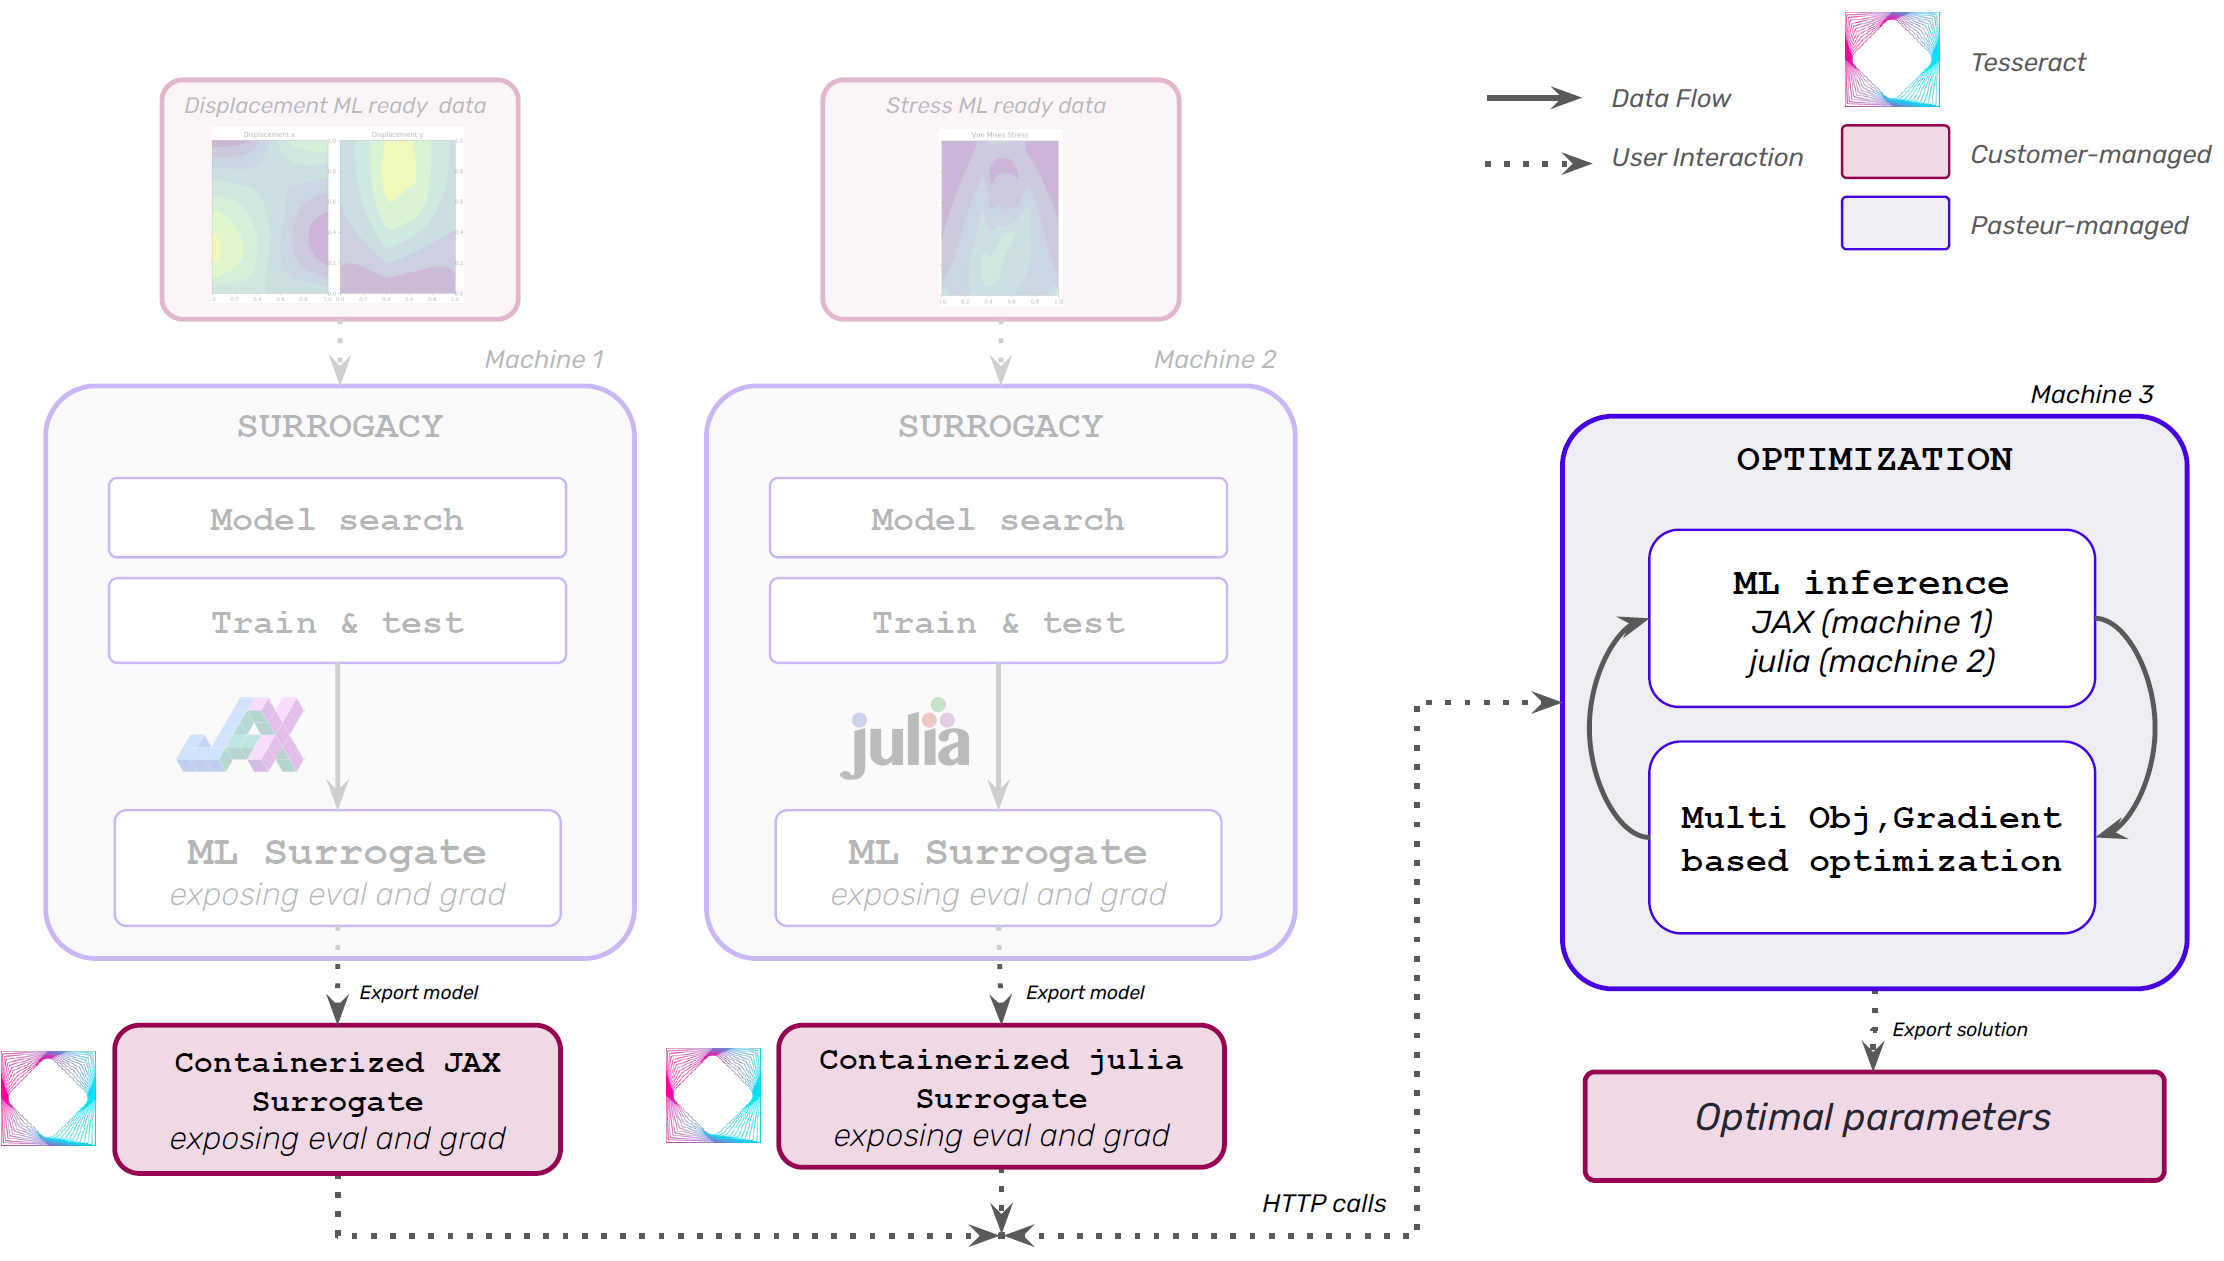 Displacement ML ready data
Displacement x
Displacement y
Stress ML ready data
Von Mises Stress
Data Flow
User Interaction
Tesseract
Customer-managed
Pasteur-managed
Machine 1
SURROGACY
Model search
Train & test
JAX
ML Surrogate
exposing eval and grad
Export model
Containerized JAX
Surrogate
exposing eval and grad
Machine 2
SURROGACY
Model search
Train & test
julia
ML Surrogate
exposing eval and grad
Export model
Containerized julia
Surrogate
exposing eval and grad
HTTP calls
Machine 3
OPTIMIZATION
ML inference
JAX (machine 1)
julia (machine 2)
Multi Obj,Gradient
based optimization
Export solution
Optimal parameters